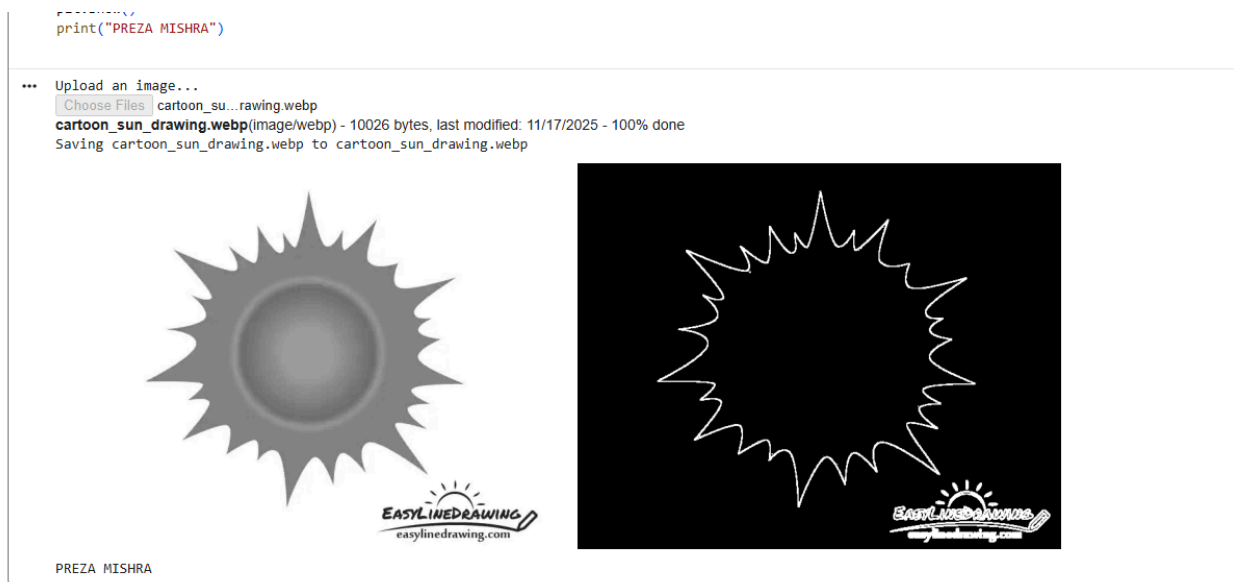 print("PREZA MISHRA")
Upload an image...
Choose Files cartoon_su...rawing.webp
cartoon_sun_drawing.webp(image/webp) - 10026 bytes, last modified: 11/17/2025 - 100% done
Saving cartoon_sun_drawing.webp to cartoon_sun_drawing.webp
EASYLINEDRAWING
easylinedrawing.com
EASYLINEDRAWING
easylinedrawing.com
PREZA MISHRA